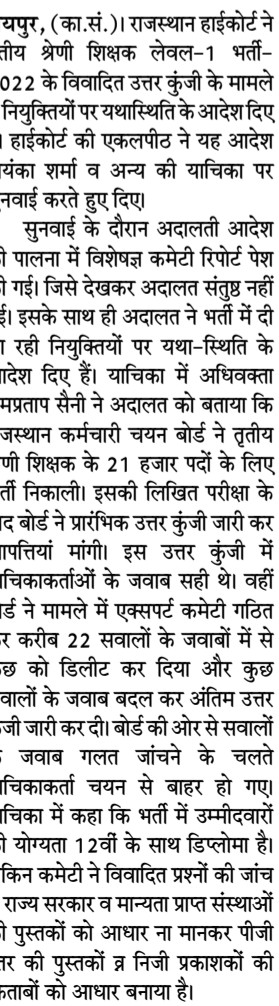 यपुर, (का.सं.)। राजस्थान हाईकोर्ट ने
तीय श्रेणी शिक्षक लेवल-1 भर्ती-
022 के विवादित उत्तर कुंजी के मामले
नियुक्तियों पर यथास्थिति के आदेश दिए
। हाईकोर्ट की एकलपीठ ने यह आदेश
यंका शर्मा व अन्य की याचिका पर
नवाई करते हुए दिए।
सुनवाई के दौरान अदालती आदेश
ी पालना में विशेषज्ञ कमेटी रिपोर्ट पेश
ी गई। जिसे देखकर अदालत संतुष्ट नहीं
ई। इसके साथ ही अदालत ने भर्ती में दी
ा रही नियुक्तियों पर यथा-स्थिति के
ादेश दिए हैं। याचिका में अधिवक्ता
मप्रताप सैनी ने अदालत को बताया कि
जस्थान कर्मचारी चयन बोर्ड ने तृतीय
णी शिक्षक के 21 हजार पदों के लिए
र्ती निकाली। इसकी लिखित परीक्षा के
द बोर्ड ने प्रारंभिक उत्तर कुंजी जारी कर
ापत्तियां मांगी। इस उत्तर कुंजी में
ाचिकाकर्ताओं के जवाब सही थे। वहीं
ोर्ड ने मामले में एक्सपर्ट कमेटी गठित
र करीब 22 सवालों के जवाबों में से
छ को डिलीट कर दिया और कुछ
वालों के जवाब बदल कर अंतिम उत्तर
जी जारी कर दी। बोर्ड की ओर से सवालों
े जवाब गलत जांचने के चलते
ाचिकाकर्ता चयन से बाहर हो गए।
ाचिका में कहा कि भर्ती में उम्मीदवारों
ी योग्यता 12वीं के साथ डिप्लोमा है।
किन कमेटी ने विवादित प्रश्नों की जांच
राज्य सरकार व मान्यता प्राप्त संस्थाओं
ी पुस्तकों को आधार ना मानकर पीजी
तर की पुस्तकों व्र निजी प्रकाशकों की
कताबों को आधार बनाया है।